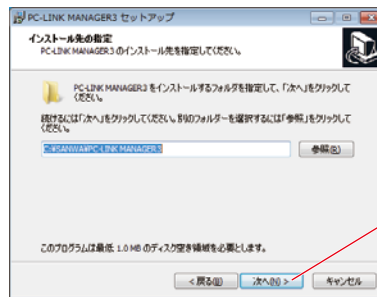 PC-LINK MANAGER3 セットアップ
インストール先の指定
PC-LINK MANAGER3 のインストール先を指定してください。
PC-LINK MANAGER3 をインストールするフォルダを指定して、「次へ」をクリックして
ください。
続けるには「次へ」をクリックしてください。別のフォルダーを選択するには「参照」をクリックして
ください。
C:¥SANWA¥PC-LINK MANAGER3
参照(R)
このプログラムは最低 1.0 MB のディスク空き領域を必要とします。
< 戻る(B)
次へ(N) >
キャンセル